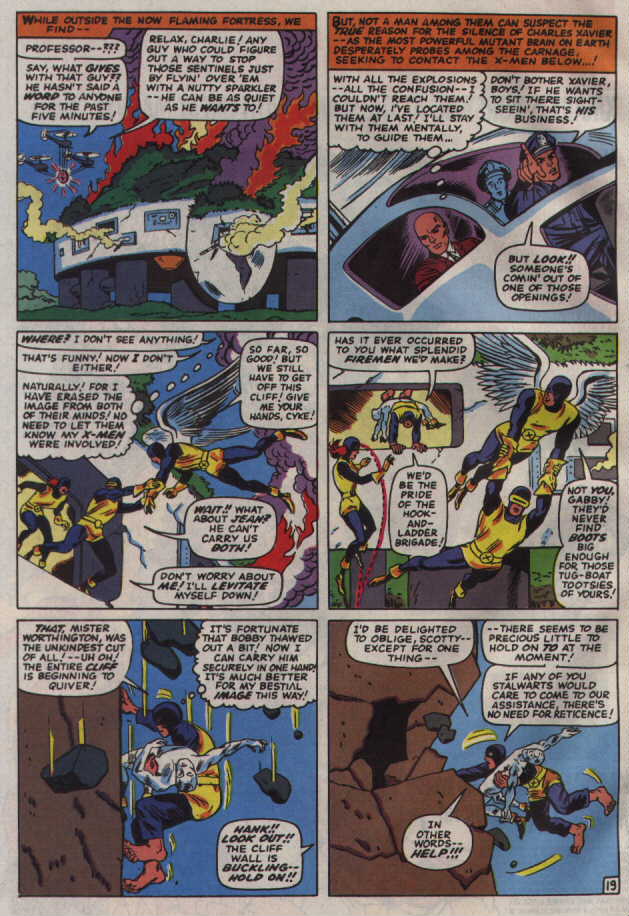 WHILE OUTSIDE THE NOW FLAMING FORTRESS, WE
FIND--
PROFESSOR--???
SAY, WHAT GIVES
WITH THAT GUY??
HE HASN'T SAID A
WORD TO ANYONE
FOR THE PAST
FIVE MINUTES!
RELAX, CHARLIE! ANY
GUY WHO COULD FIGURE
OUT A WAY TO STOP
THOSE SENTINELS JUST
BY FLYIN' OVER 'EM
WITH A NUTTY SPARKLER
--HE CAN BE AS QUIET
AS HE WANTS TO!
BUT, NOT A MAN AMONG THEM CAN SUSPECT THE
TRUE REASON FOR THE SILENCE OF CHARLES XAVIER
--AS THE MOST POWERFUL MUTANT BRAIN ON EARTH
DESPERATELY PROBES AMONG THE CARNAGE,
SEEKING TO CONTACT THE X-MEN BELOW...!
WITH ALL THE EXPLOSIONS
--ALL THE CONFUSION--I
COULDN'T REACH THEM!
BUT NOW, I'VE LOCATED
THEM AT LAST! I'LL STAY
WITH THEM MENTALLY,
TO GUIDE THEM...
DON'T BOTHER XAVIER,
BOYS! IF HE WANTS
TO SIT THERE SIGHT-
SEEIN', THAT'S HIS
BUSINESS!
BUT LOOK!!
SOMEONE'S
COMIN' OUT
OF ONE OF THOSE
OPENINGS!
WHERE? I DON'T SEE ANYTHING!
THAT'S FUNNY! NOW I DON'T
EITHER!
NATURALLY! FOR I
HAVE ERASED THE
IMAGE FROM BOTH
OF THEIR MINDS! NO
NEED TO LET THEM
KNOW MY X-MEN
WERE INVOLVED!
SO FAR, SO
GOOD! BUT
WE STILL
HAVE TO GET
OFF THIS
CLIFF! GIVE
ME YOUR
HANDS, CYKE!
WAIT!! WHAT
ABOUT JEAN?
HE CAN'T
CARRY US
BOTH!
DON'T WORRY ABOUT
ME! I'LL LEVITATE
MYSELF DOWN!
HAS IT EVER OCCURRED
TO YOU WHAT SPLENDID
FIREMEN WE'D MAKE?
WE'D
BE THE
PRIDE OF
THE HOOK-
AND-
LADDER
BRIGADE!
NOT YOU,
GABBY!
THEY'D
NEVER
FIND
BOOTS
BIG
ENOUGH
FOR THOSE
TUG-BOAT
TOOTSIES
OF YOURS!
THAT, MISTER
WORTHINGTON, WAS
THE UNKINDEST CUT
OF ALL!--UH OH!
THE ENTIRE CAVE
IS BEGINNING TO
QUIVER!
IT'S FORTUNATE
THAT BOBBY THAWED
OUT A BIT! NOW I
CAN CARRY HIM
SECURELY IN ONE HAND!
IT'S MUCH BETTER
FOR MY BESTIAL
IMAGE THIS WAY!
HANK!!
LOOK OUT!!
THE CLIFF
WALL IS
BUCKLING--
HOLD ON!!
I'D BE DELIGHTED
TO OBLIGE, SCOTTY--
EXCEPT FOR ONE
THING--
--THERE SEEMS TO BE
PRECIOUS LITTLE TO
HOLD ON TO AT THE
MOMENT!
IF ANY OF YOU
STALWARTS WOULD
CARE TO COME TO OUR
ASSISTANCE, THERE'S
NO NEED FOR RETICENCE!
IN
OTHER
WORDS--
HELP!!!
19